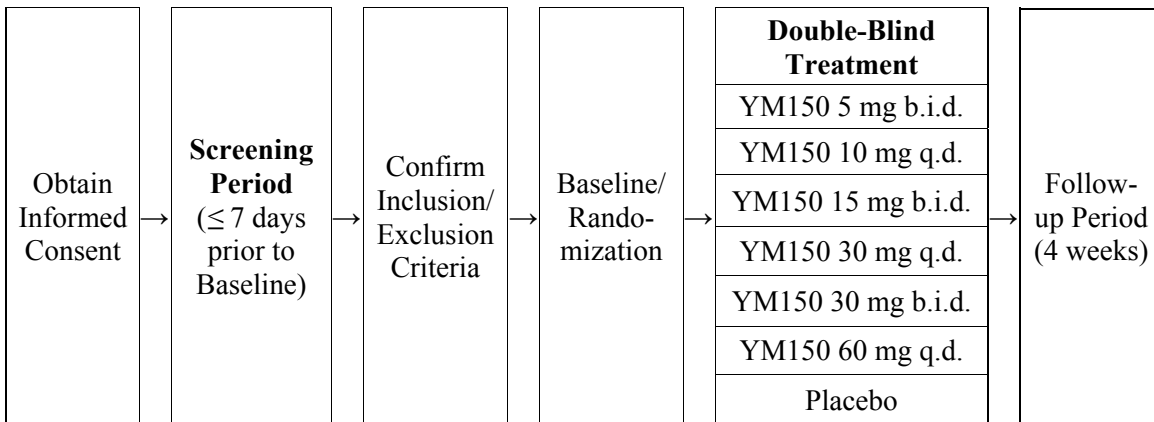 Obtain
Informed
Consent
→
Screening
Period
(≤ 7 days
prior to
Baseline)
→
Confirm
Inclusion/
Exclusion
Criteria
→
Baseline/
Rando-
mization
→
Double-Blind
Treatment
YM150 5 mg b.i.d.
YM150 10 mg q.d.
YM150 15 mg b.i.d.
YM150 30 mg q.d.
YM150 30 mg b.i.d.
YM150 60 mg q.d.
Placebo
→
Follow-
up Period
(4 weeks)